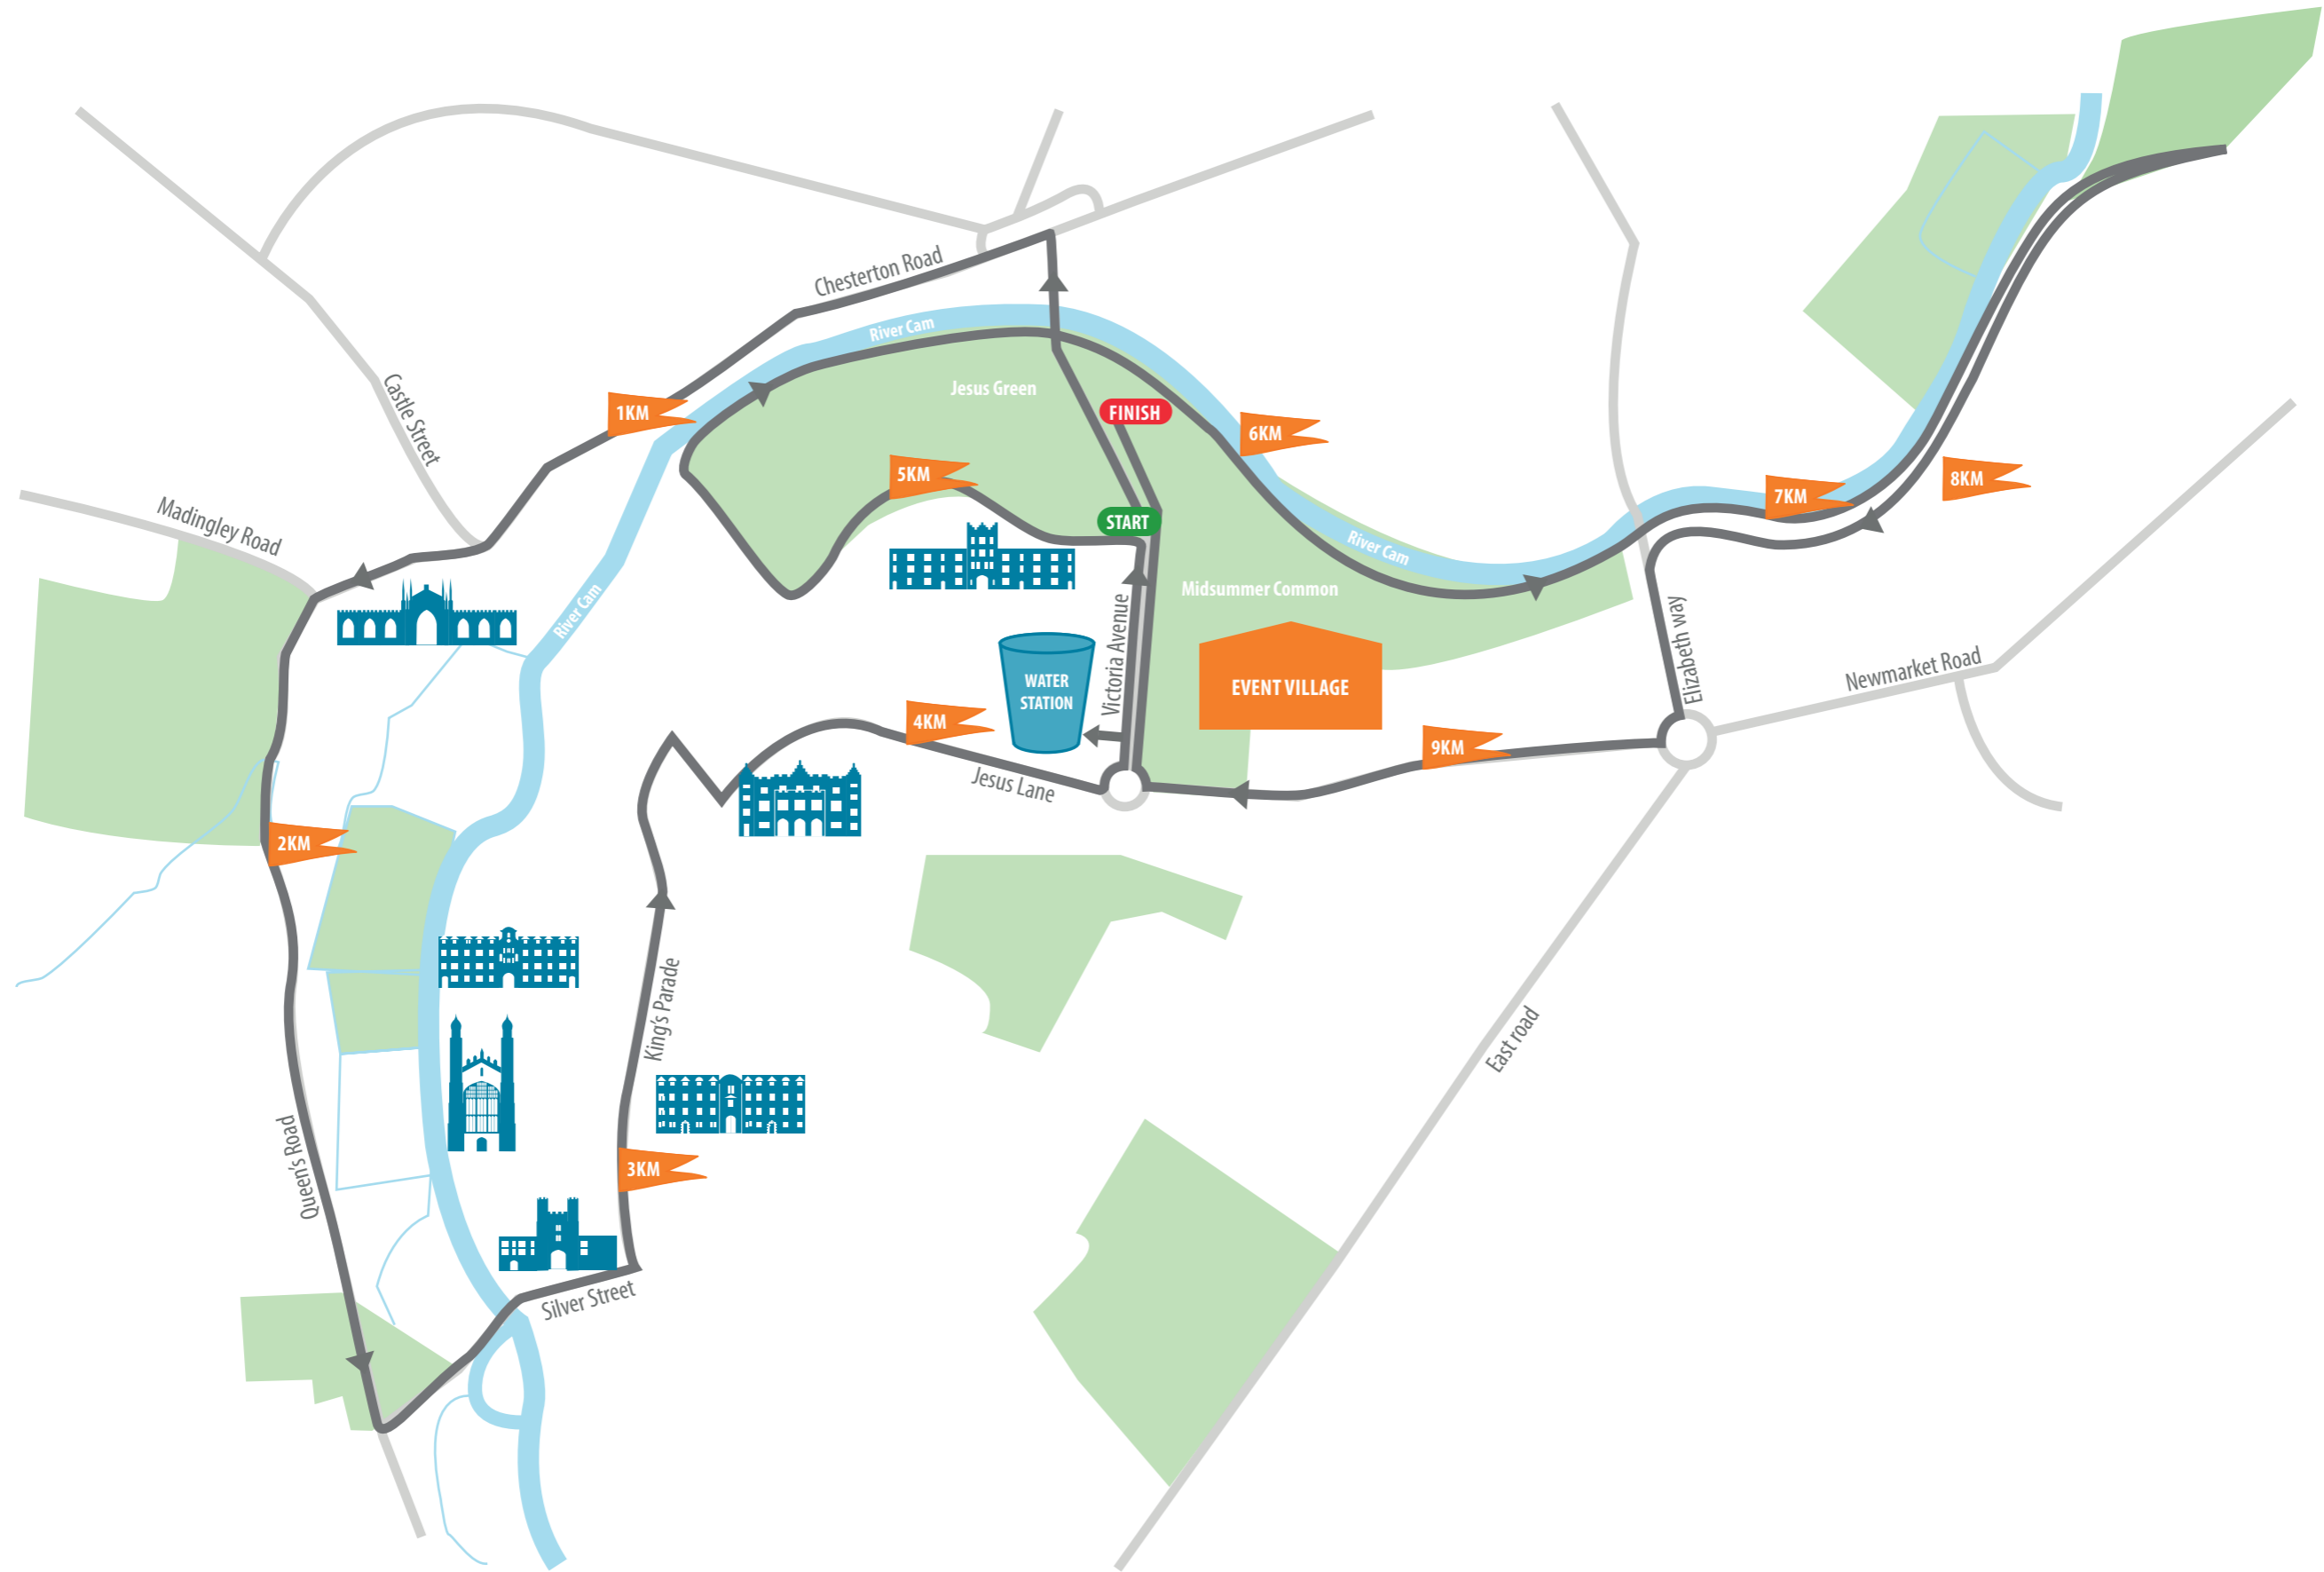 Chesterton Road
River Cam
Castle Street
Jesus Green
1KM
FINISH
6KM
5KM
8KM
7KM
Madingley Road
START
River Cam
River Cam
Midsummer Common
Victoria Avenue
Elizabeth way
WATER
STATION
EVENT VILLAGE
Newmarket Road
4KM
9KM
Jesus Lane
2KM
King's Parade
East road
Queen's Road
3KM
Silver Street